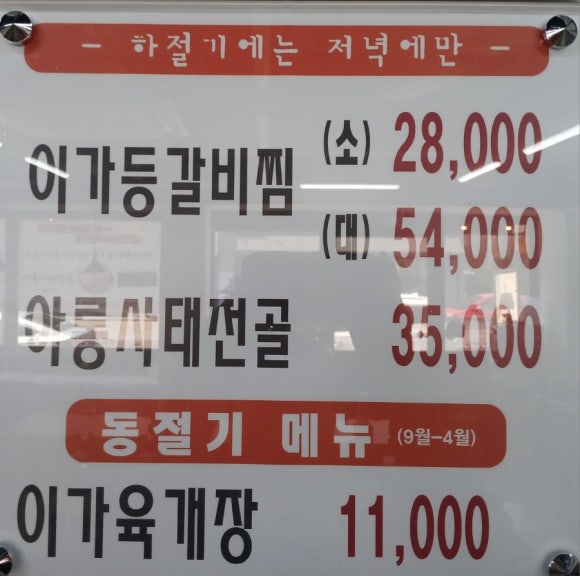 - 하절기에는 저녁에만 -
이가등갈비찜 (소) 28,000
(대) 54,000
야롱시태전골 35,000
동절기 메뉴 (9월-4월)
이가육개장 11,000